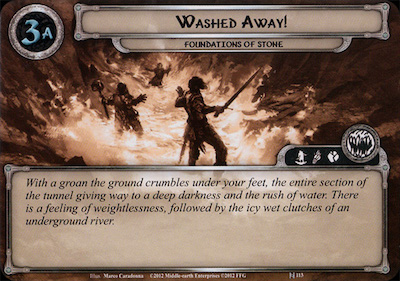 3A
Washed Away!
Foundations of Stone
With a groan the ground crumbles under your feet, the entire section of
the tunnel giving way to a deep darkness and the rush of water. There
is a feeling of weightlessness, followed by the icy wet clutches of an
underground river.
Illus. Marco Caradonna ©2012 Middle-earth Enterprises ©2012 FFG 113